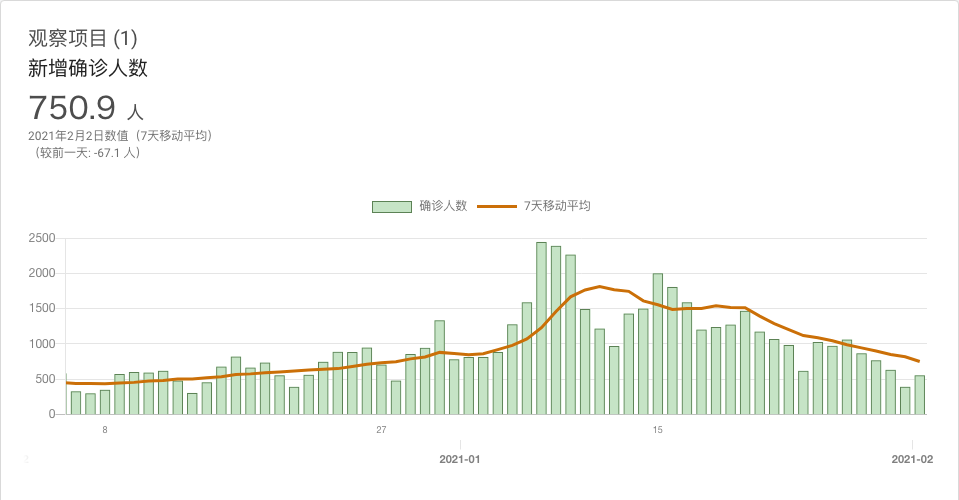 观察项目 (1)
新增确诊人数
750.9 人
2021年2月2日数值（7天移动平均）
（较前一天: -67.1 人）
确诊人数 7天移动平均
2500
2000
1500
1000
500
0
8 27 15
2021-01 2021-02